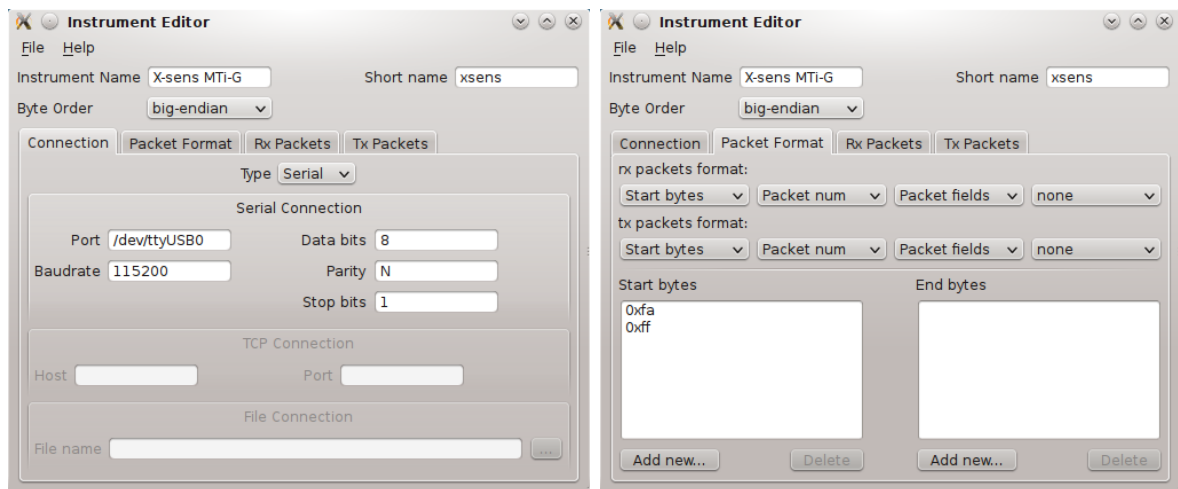 Instrument Editor
File Help
Instrument Name X-sens MTi-G Short name xsens
Byte Order big-endian
Connection Packet Format Rx Packets Tx Packets
Type Serial
Serial Connection
Port /dev/ttyUSB0 Data bits 8
Baudrate 115200 Parity N
Stop bits 1
TCP Connection
Host Port
File Connection
File name ...
Instrument Editor
File Help
Instrument Name X-sens MTi-G Short name xsens
Byte Order big-endian
Connection Packet Format Rx Packets Tx Packets
rx packets format:
Start bytes Packet num Packet fields none
tx packets format:
Start bytes Packet num Packet fields none
Start bytes End bytes
0xfa
0xff
Add new... Delete Add new... Delete